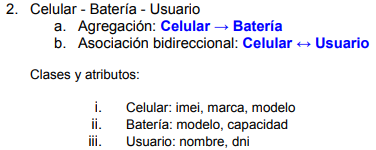 2. Celular - Batería - Usuario
a. Agregación: Celular → Batería
b. Asociación bidireccional: Celular ↔ Usuario
Clases y atributos:
i. Celular: imei, marca, modelo
ii. Batería: modelo, capacidad
iii. Usuario: nombre, dni